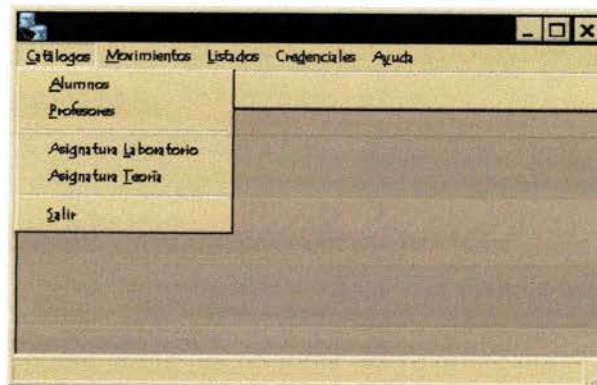 Catálogos Movimientos Listados Credenciales Ayuda
Alumnos
Profesores
Asignatura Laboratorio
Asignatura Teoría
Salir